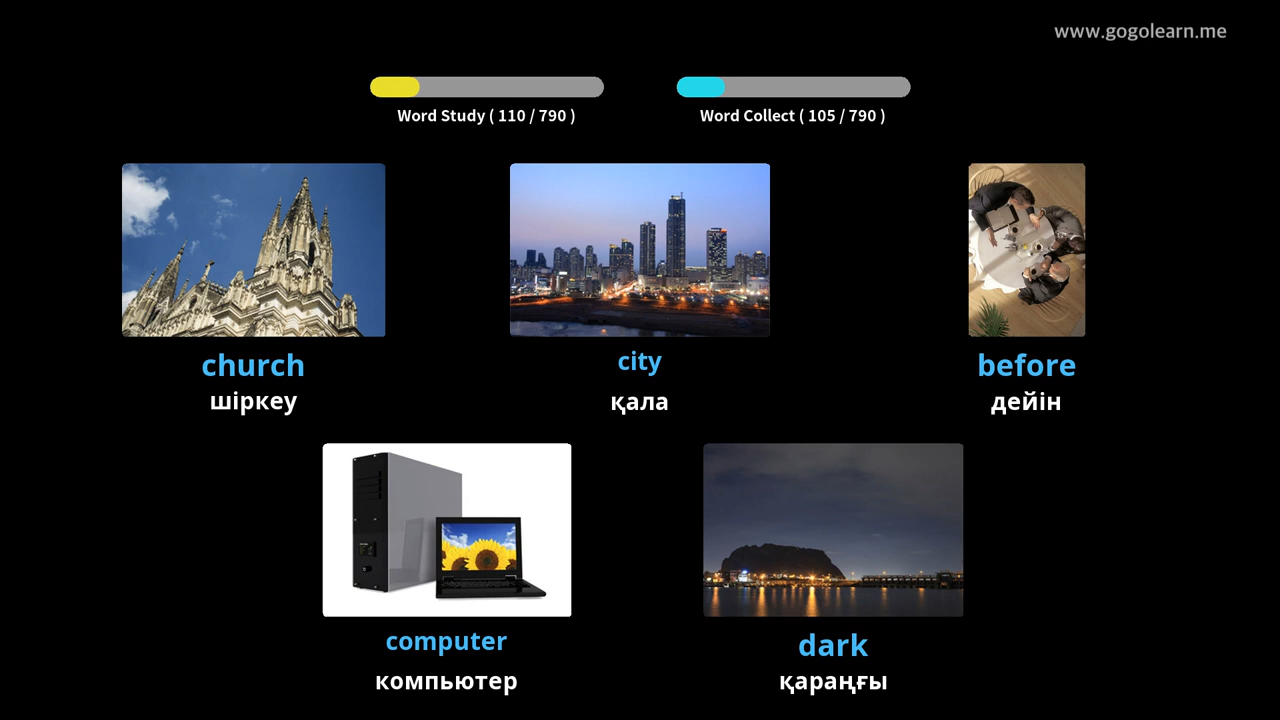 www.gogolearn.me
Word Study ( 110 / 790 )
Word Collect ( 105 / 790 )
church
шіркеу
city
қала
before
дейін
computer
компьютер
dark
қараңғы